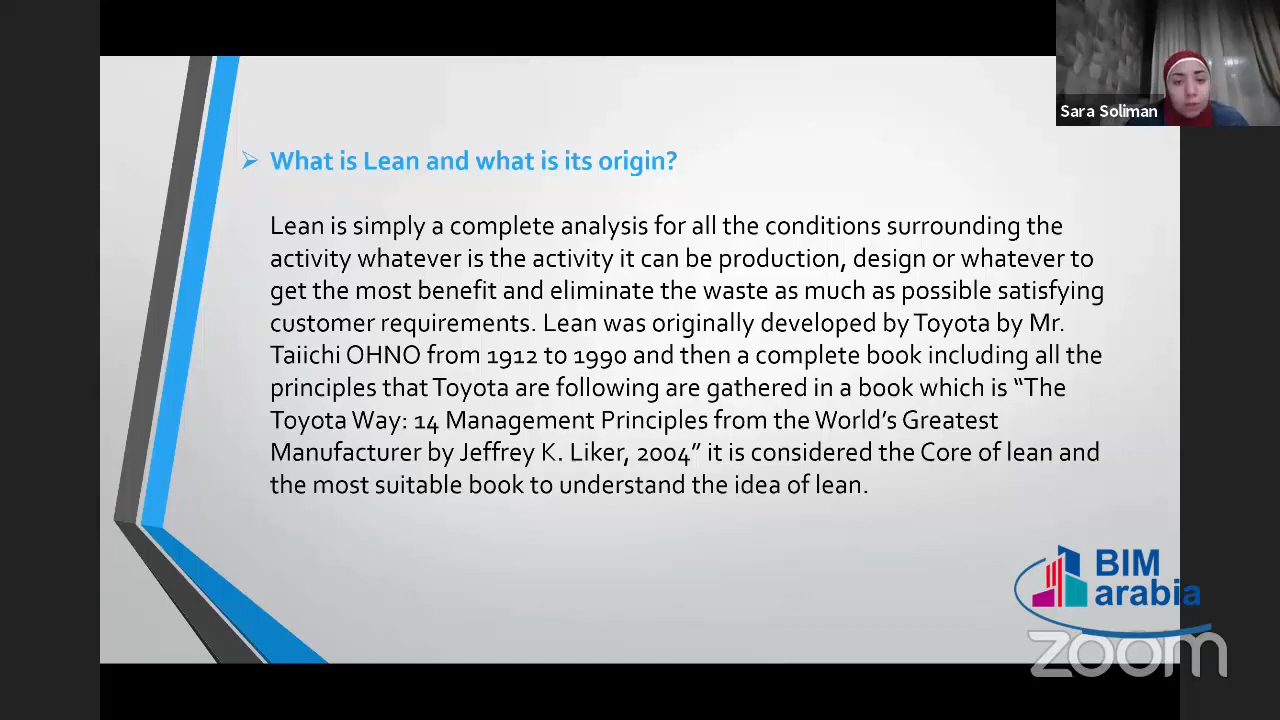 Sara Soliman
What is Lean and what is its origin?
Lean is simply a complete analysis for all the conditions surrounding the
activity whatever is the activity it can be production, design or whatever to
get the most benefit and eliminate the waste as much as possible satisfying
customer requirements. Lean was originally developed by Toyota by Mr.
Taiichi OHNO from 1912 to 1990 and then a complete book including all the
principles that Toyota are following are gathered in a book which is “The
Toyota Way: 14 Management Principles from the World’s Greatest
Manufacturer by Jeffrey K. Liker, 2004” it is considered the Core of lean and
the most suitable book to understand the idea of lean.
BIM
arabia
zoom